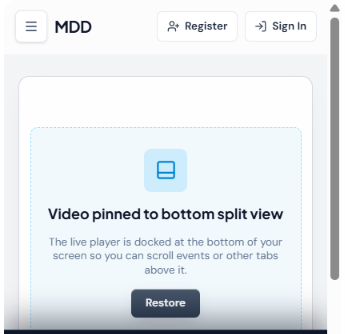 MDD
Register
Sign In
Video pinned to bottom split view
The live player is docked at the bottom of your
screen so you can scroll events or other tabs
above it.
Restore